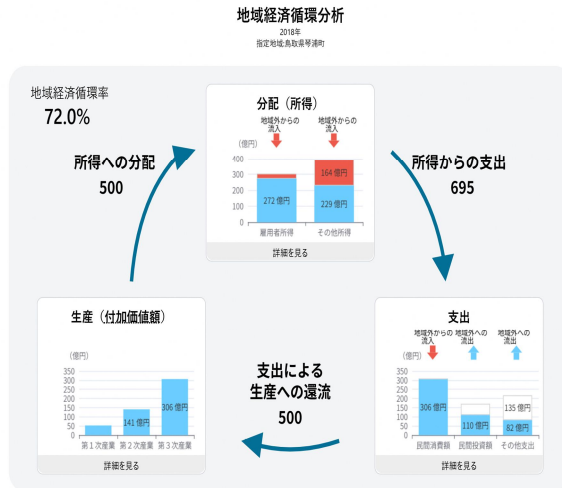 地域経済循環分析
2018年
指定地域:鳥取県琴浦町
地域経済循環率
72.0%
所得への分配
500
分配（所得）
地域外からの
流入
地域外からの
流入
（億円）
400
300
200
100
0
164 億円
272 億円
229 億円
雇用者所得
その他所得
詳細を見る
所得からの支出
695
生産（付加価値額）
（億円）
350
300
250
200
150
100
50
0
306 億円
141 億円
第１次産業
第２次産業
第３次産業
詳細を見る
支出による
生産への還流
500
支出
地域外からの
流入
地域外への
流出
地域外への
流出
（億円）
350
300
250
200
150
100
50
0
306 億円
110 億円
135 億円
82 億円
民間消費額
民間投資額
その他支出
詳細を見る